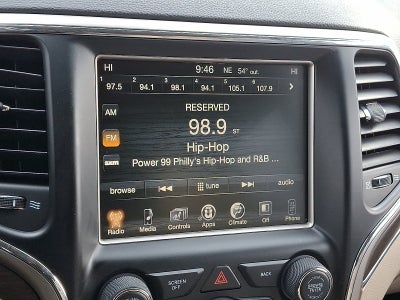 HI 9:46 NE 54° out. HI
1 2 3 4 5 6
97.5 94.1 98.1 94.1 105.1 107.9
RESERVED
AM
98.9 ST
FM
Hip-Hop
sxm
Power 99 Philly's Hip-Hop and R&B ...
browse tune audio
Radio Media Controls Apps Climate Off Phone
SCREEN OFF BACK
ENTER